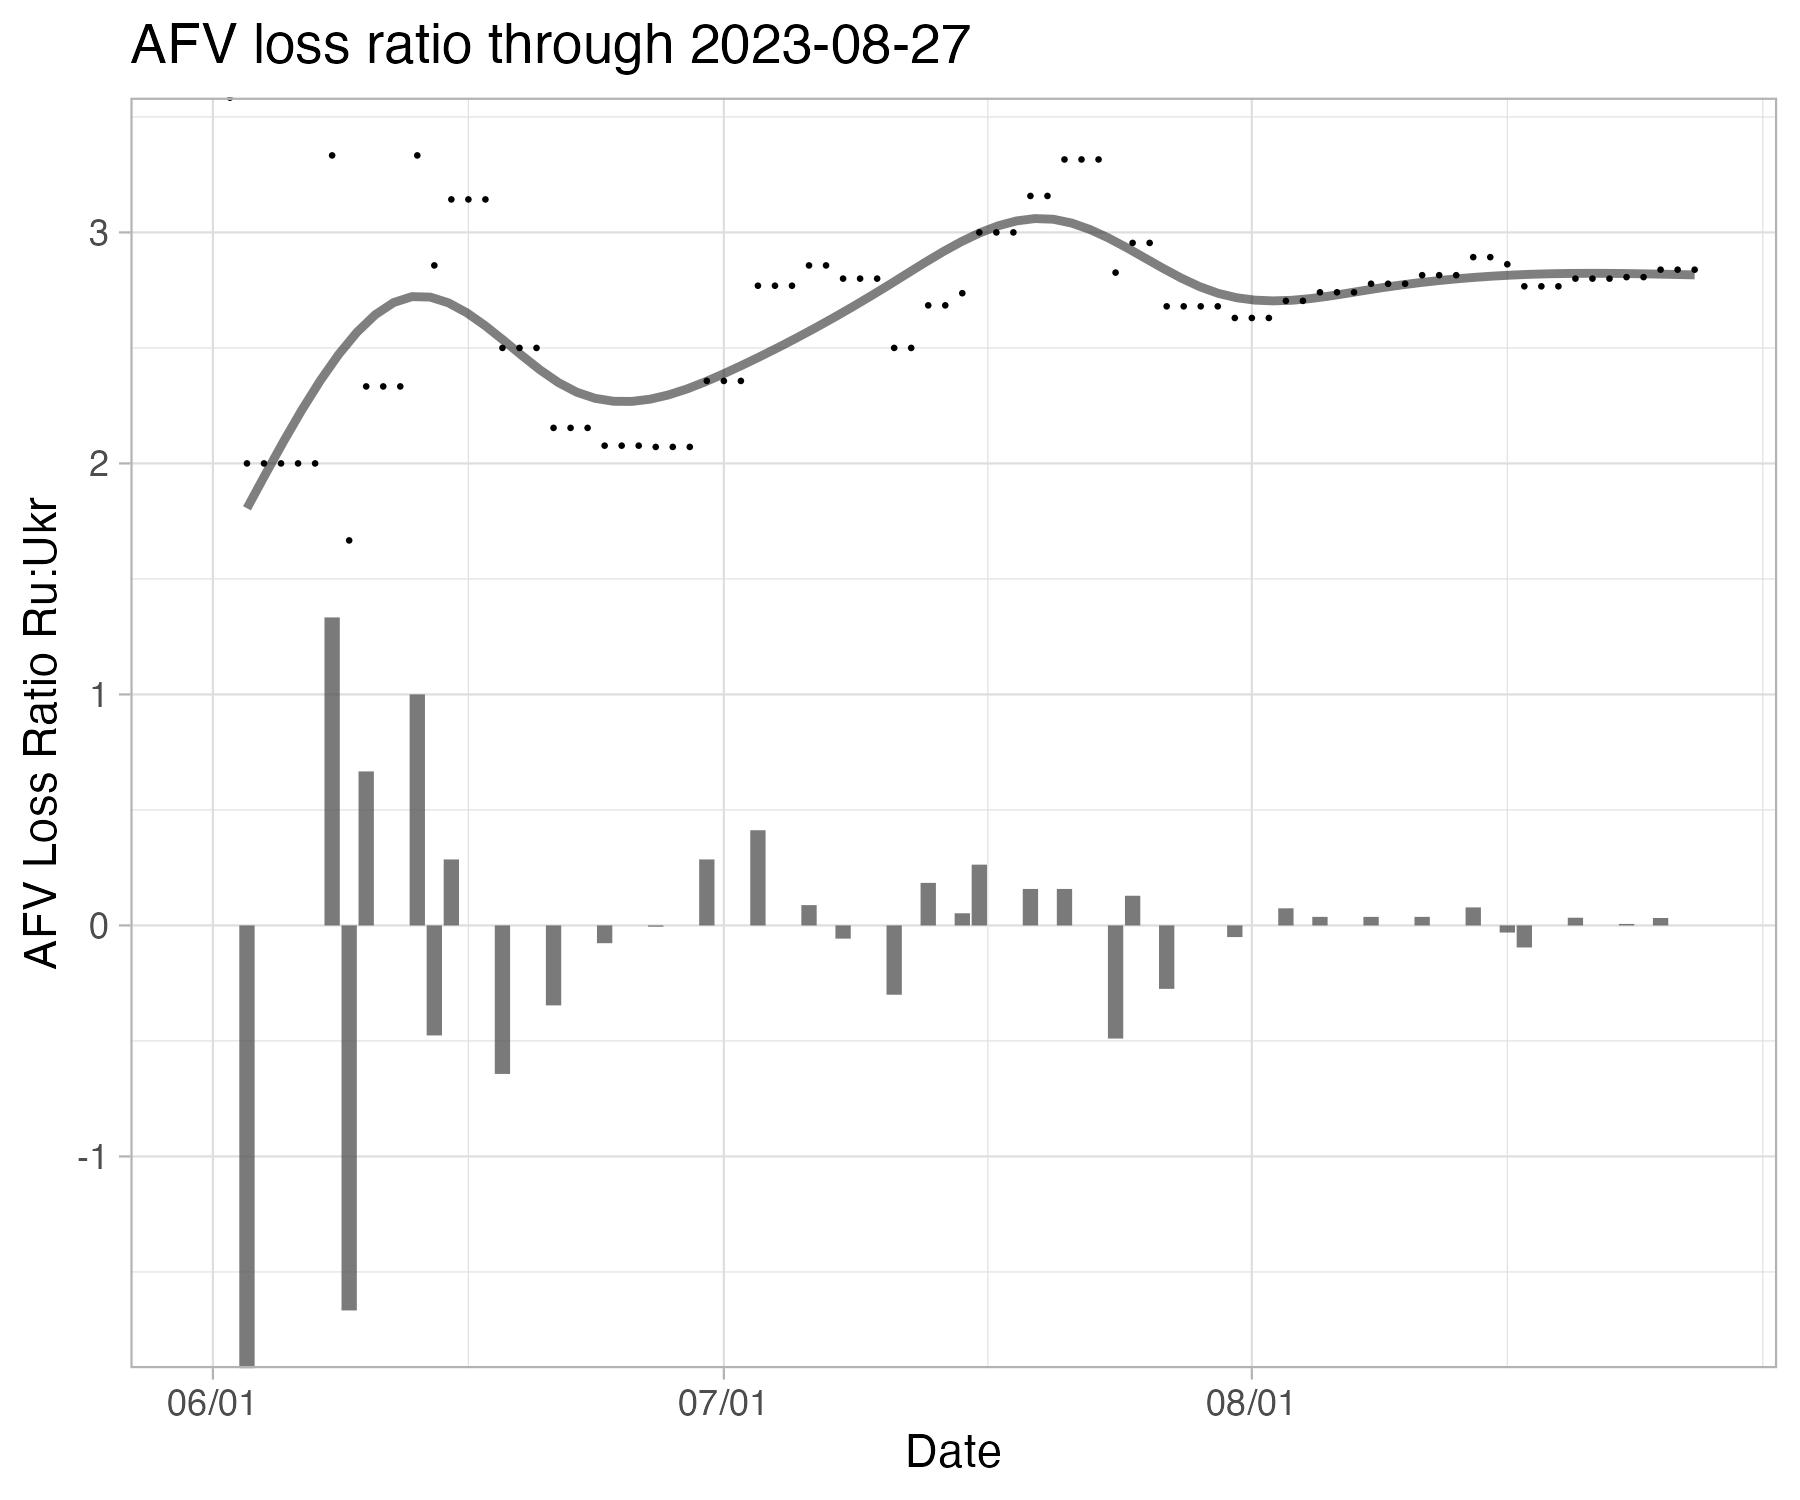 AFV loss ratio through 2023-08-27
AFV Loss Ratio Ru:Ukr
3
2
1
0
-1
06/01
07/01
08/01
Date